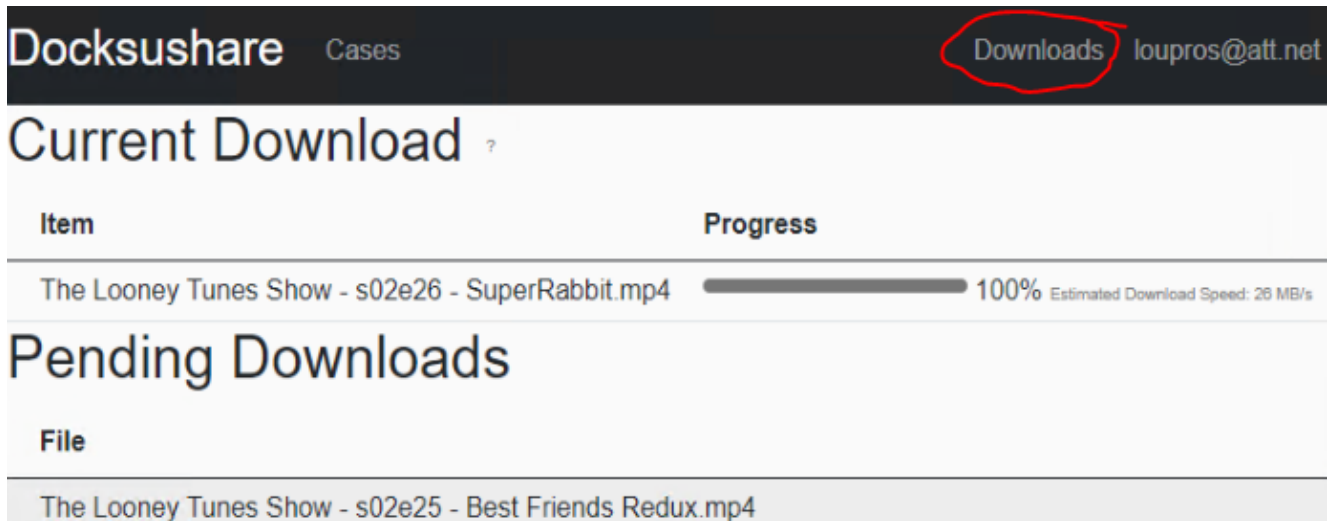 Docksushare Cases Downloads loupros@att.net
Current Download ?
Item Progress
The Looney Tunes Show - s02e26 - SuperRabbit.mp4 100% Estimated Download Speed: 26 MB/s
Pending Downloads
File
The Looney Tunes Show - s02e25 - Best Friends Redux.mp4